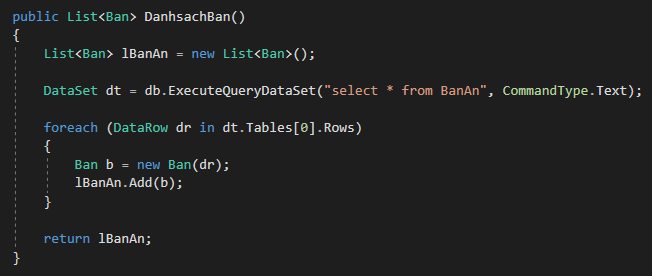 public List<Ban> DanhsachBan()
{
List<Ban> lBanAn = new List<Ban>();
DataSet dt = db.ExecuteQueryDataSet("select * from BanAn", CommandType.Text);
foreach (DataRow dr in dt.Tables[0].Rows)
{
Ban b = new Ban(dr);
lBanAn.Add(b);
}
return lBanAn;
}